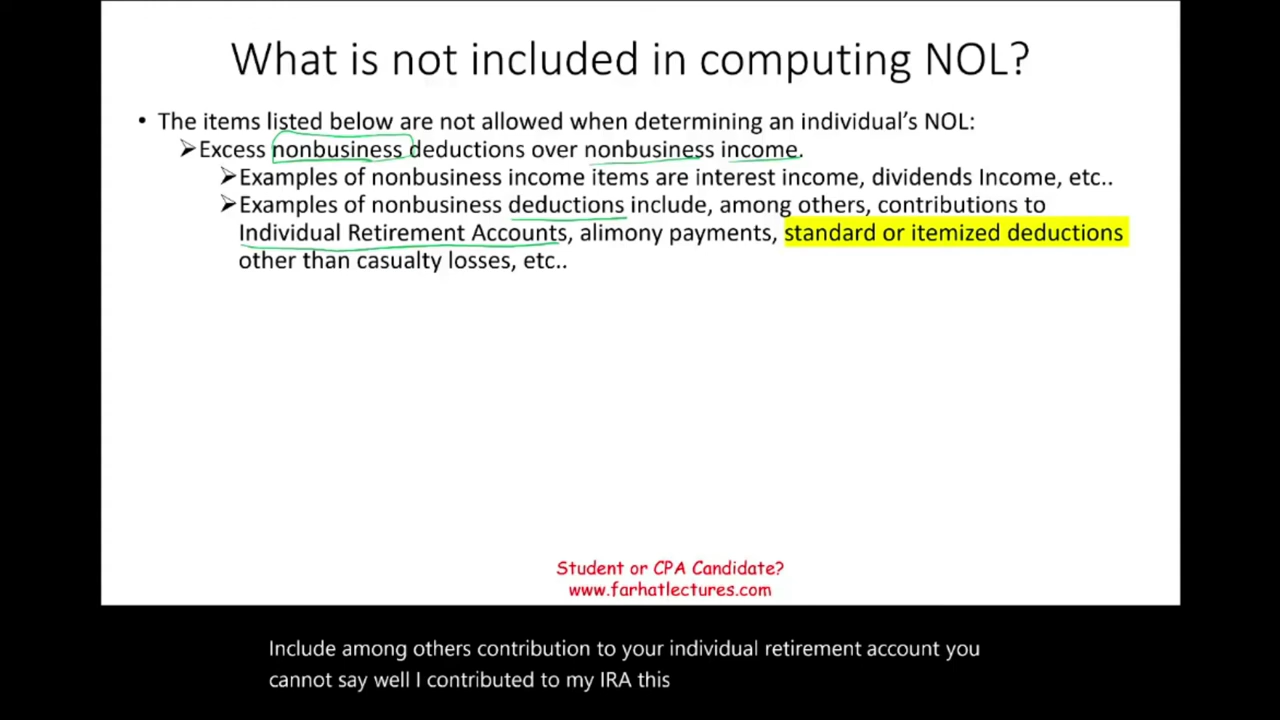 What is not included in computing NOL?
• The items listed below are not allowed when determining an individual's NOL:
➢Excess nonbusiness deductions over nonbusiness income.
➢Examples of nonbusiness income items are interest income, dividends Income, etc..
➢Examples of nonbusiness deductions include, among others, contributions to
Individual Retirement Accounts, alimony payments, standard or itemized deductions
other than casualty losses, etc..
Student or CPA Candidate?
www.farhatlectures.com
Include among others contribution to your individual retirement account you
cannot say well I contributed to my IRA this